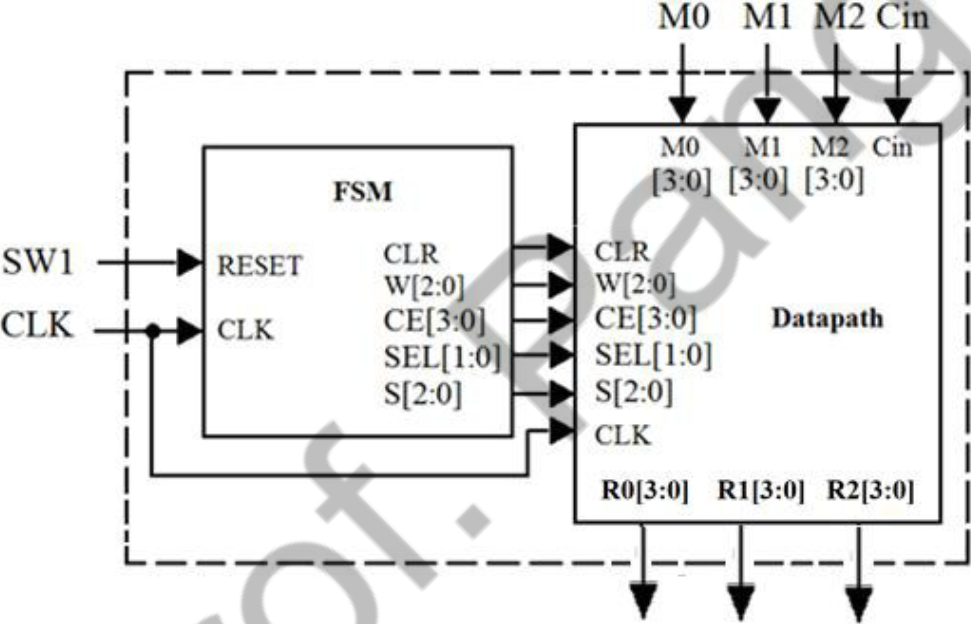 M0 M1 M2 Cin
M0 M1 M2 Cin
[3:0] [3:0] [3:0]
FSM
SW1
RESET
CLK
CLK
CLR
W[2:0]
CE[3:0]
SEL[1:0]
S[2:0]
CLR
W[2:0]
CE[3:0]
SEL[1:0]
S[2:0]
CLK
Datapath
R0[3:0] R1[3:0] R2[3:0]
of. Pang